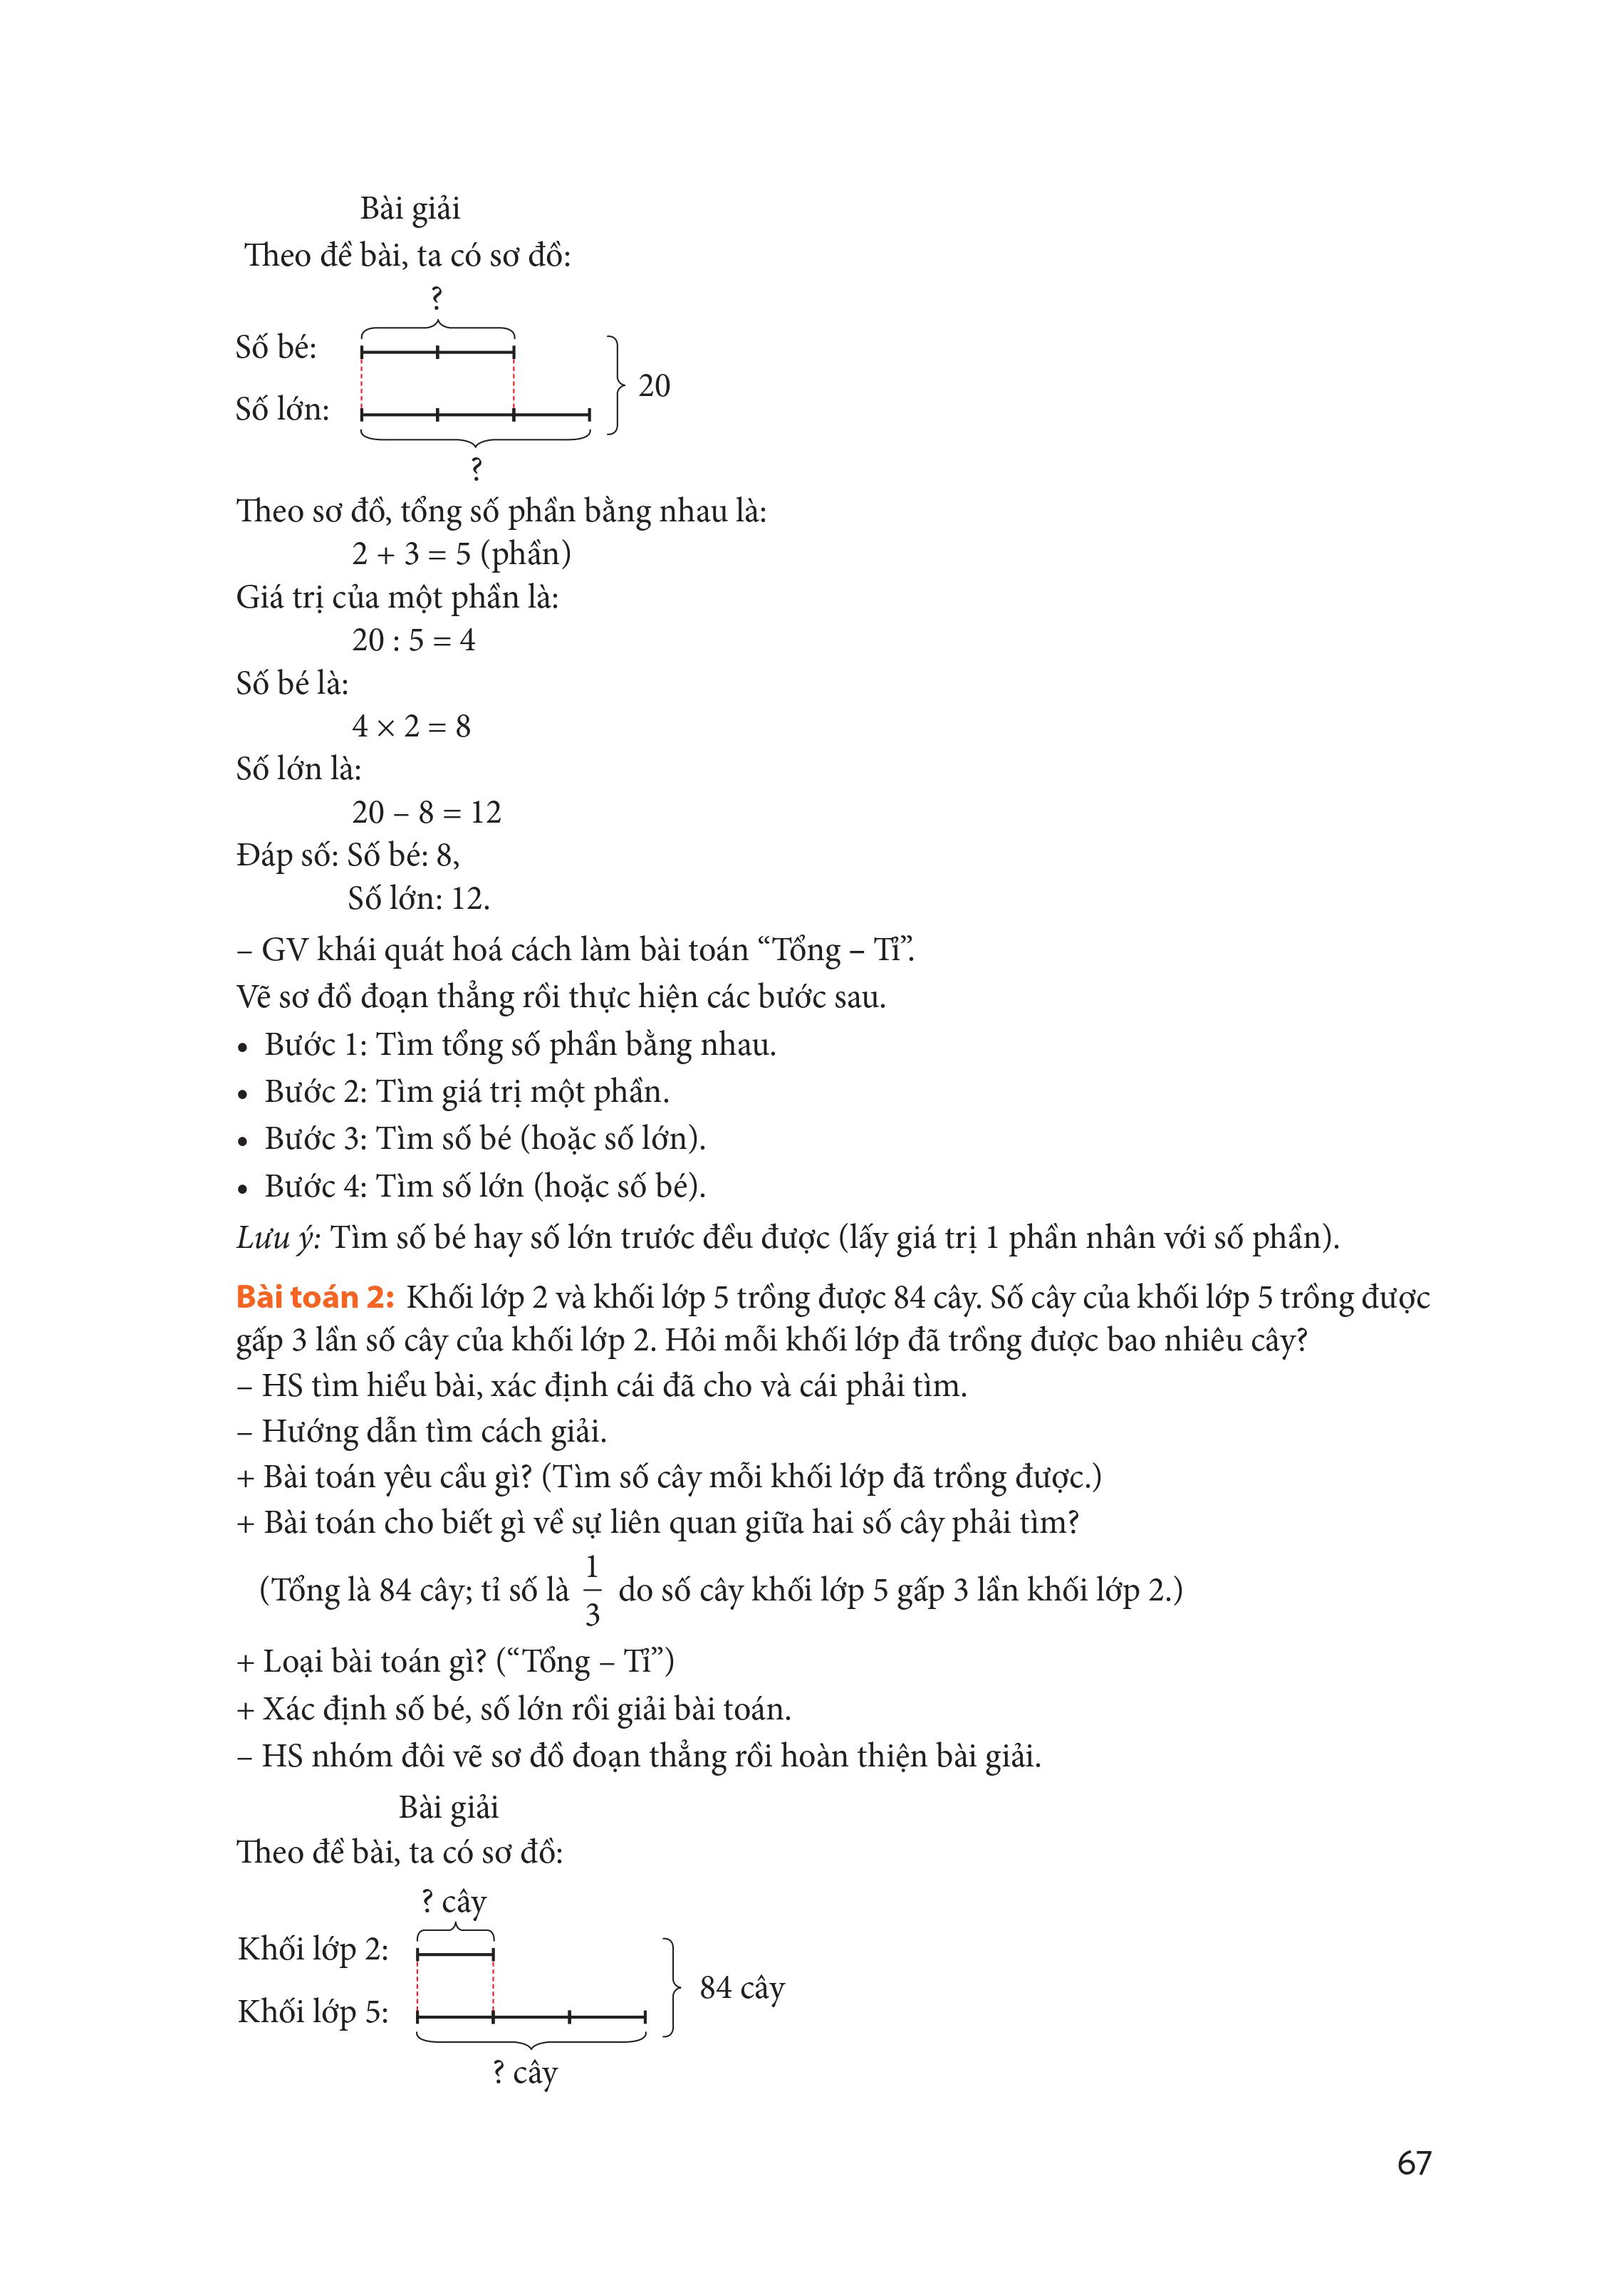 Bài giải
Theo đề bài, ta có sơ đồ:
?
Số bé:
20
Số lớn:
?
Theo sơ đồ, tổng số phần bằng nhau là:
2 + 3 = 5 (phần)
Giá trị của một phần là:
20 : 5 = 4
Số bé là:
4 × 2 = 8
Số lớn là:
20 – 8 = 12
Đáp số: Số bé: 8,
Số lớn: 12.
– GV khái quát hoá cách làm bài toán “Tổng – Tỉ”.
Vẽ sơ đồ đoạn thẳng rồi thực hiện các bước sau.
• Bước 1: Tìm tổng số phần bằng nhau.
• Bước 2: Tìm giá trị một phần.
• Bước 3: Tìm số bé (hoặc số lớn).
• Bước 4: Tìm số lớn (hoặc số bé).
Lưu ý: Tìm số bé hay số lớn trước đều được (lấy giá trị 1 phần nhân với số phần).
Bài toán 2: Khối lớp 2 và khối lớp 5 trồng được 84 cây. Số cây của khối lớp 5 trồng được
gấp 3 lần số cây của khối lớp 2. Hỏi mỗi khối lớp đã trồng được bao nhiêu cây?
– HS tìm hiểu bài, xác định cái đã cho và cái phải tìm.
– Hướng dẫn tìm cách giải.
+ Bài toán yêu cầu gì? (Tìm số cây mỗi khối lớp đã trồng được.)
+ Bài toán cho biết gì về sự liên quan giữa hai số cây phải tìm?
(Tổng là 84 cây; tỉ số là 1/3 do số cây khối lớp 5 gấp 3 lần khối lớp 2.)
+ Loại bài toán gì? (“Tổng – Tỉ”)
+ Xác định số bé, số lớn rồi giải bài toán.
– HS nhóm đôi vẽ sơ đồ đoạn thẳng rồi hoàn thiện bài giải.
Bài giải
Theo đề bài, ta có sơ đồ:
? cây
Khối lớp 2:
84 cây
Khối lớp 5:
? cây
67